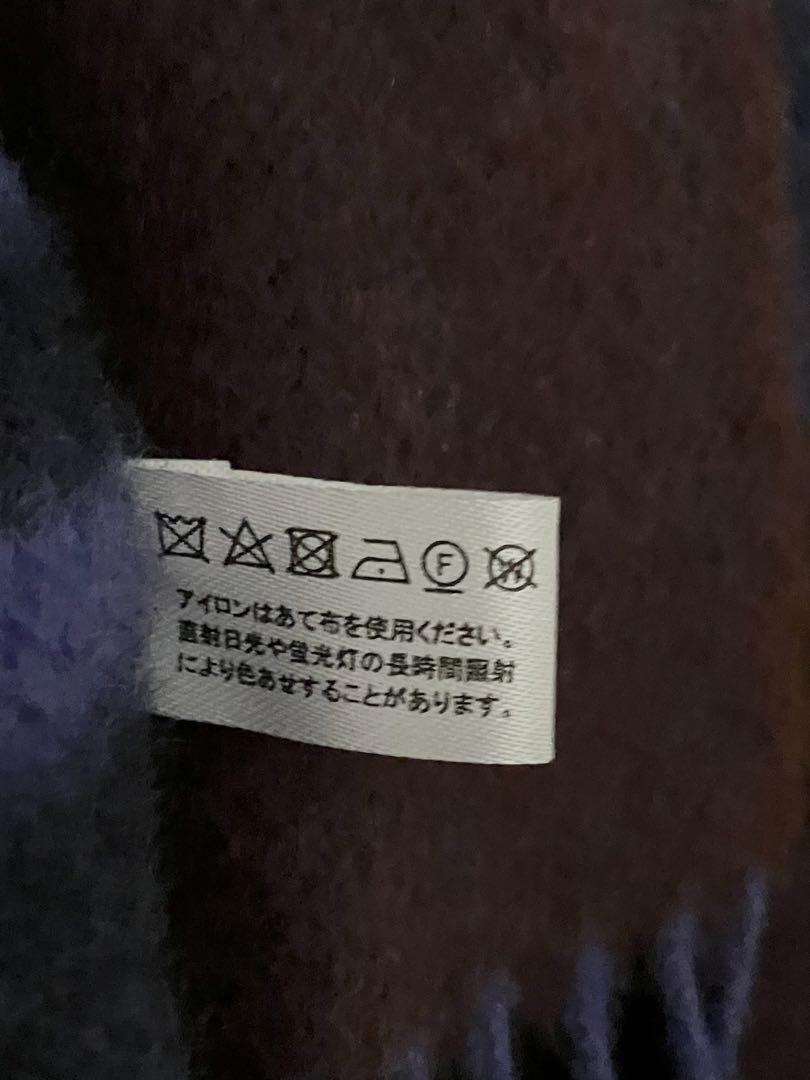 F W
アイロンはあて布を使用ください。
直射日光や蛍光灯の長時間照射
により色あせすることがあります。